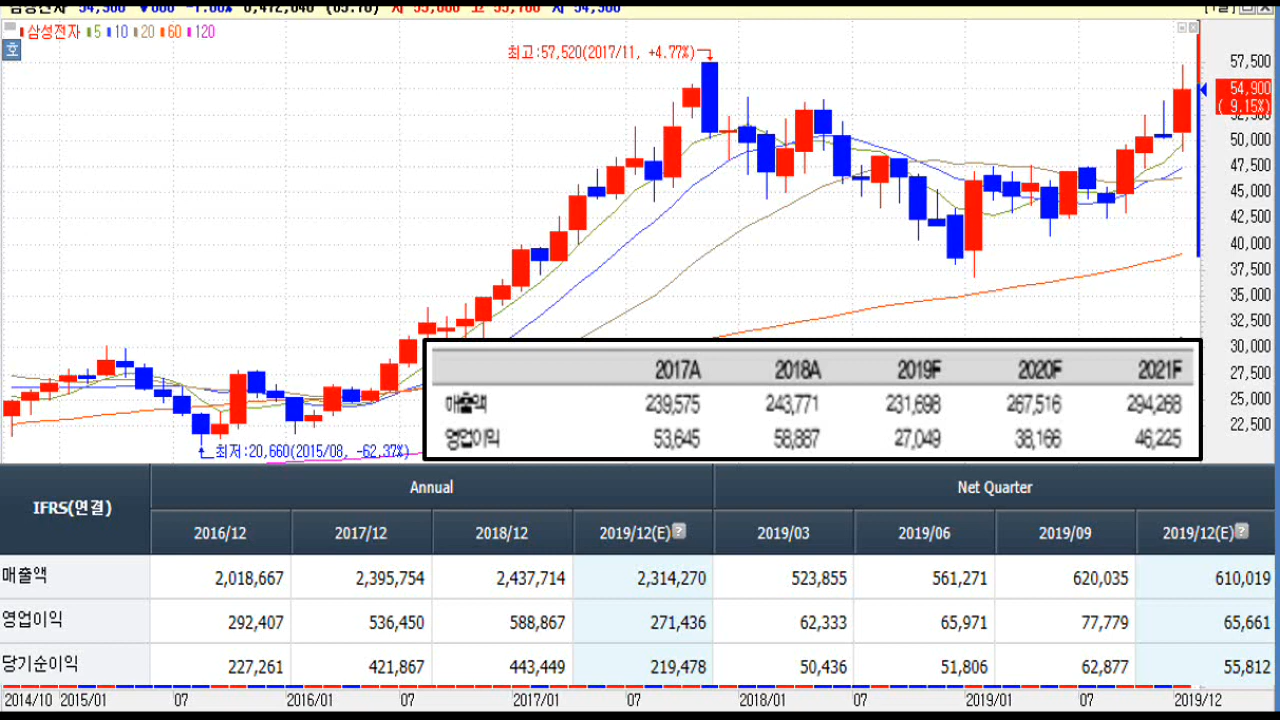 삼성전자 5 10 20 60 120
호
최고:57,520(2017/11, +4.77%)
57,500
54,900
( 9.15%)
52,500
50,000
47,500
45,000
42,500
40,000
37,500
35,000
32,500
30,000
27,500
25,000
22,500
최저:20,660(2015/08, -62.37%)
2017A 2018A 2019F 2020F 2021F
매출액 239,575 243,771 231,698 267,516 294,268
영업이익 53,645 58,887 27,049 38,166 46,225
IFRS(연결) Annual Net Quarter
2016/12 2017/12 2018/12 2019/12(E) 2019/03 2019/06 2019/09 2019/12(E)
매출액 2,018,667 2,395,754 2,437,714 2,314,270 523,855 561,271 620,035 610,019
영업이익 292,407 536,450 588,867 271,436 62,333 65,971 77,779 65,661
당기순이익 227,261 421,867 443,449 219,478 50,436 51,806 62,877 55,812
2014/10 2015/01 07 2016/01 07 2017/01 07 2018/01 07 2019/01 07 2019/12